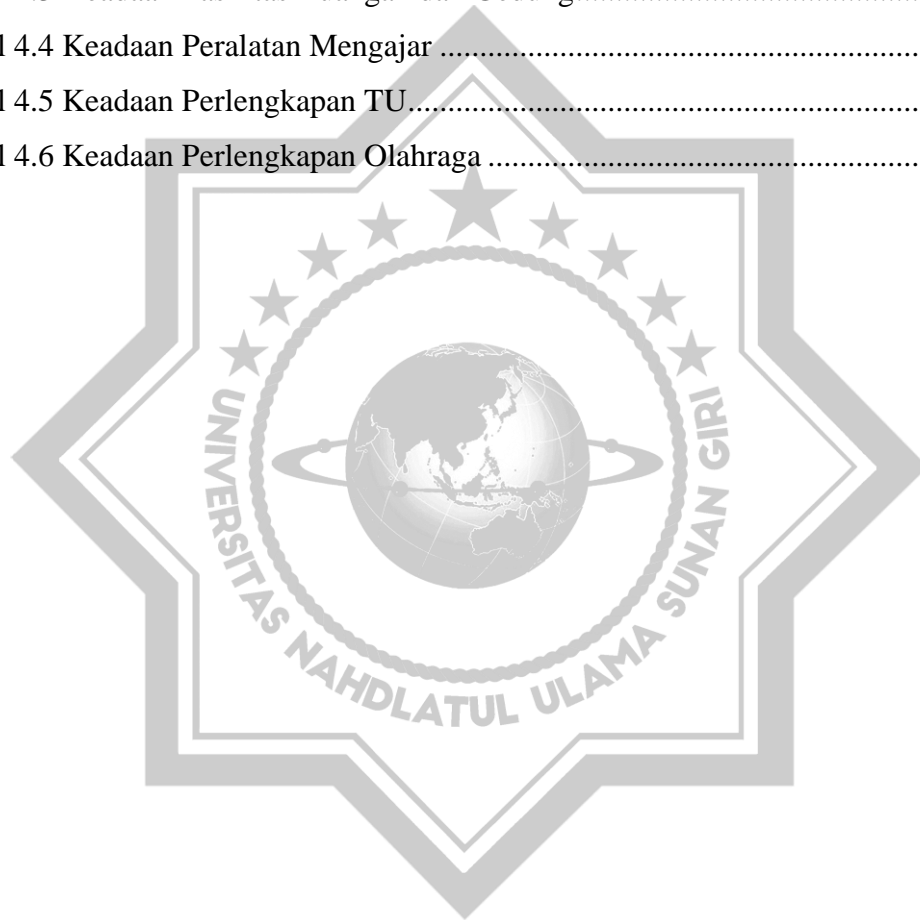 4.4 Keadaan Peralatan Mengajar ................................................................
4.5 Keadaan Perlengkapan TU................................................................
4.6 Keadaan Perlengkapan Olahraga ................................................................
UNIVERSITAS NAHDLATUL ULAMA SUNAN GIRI